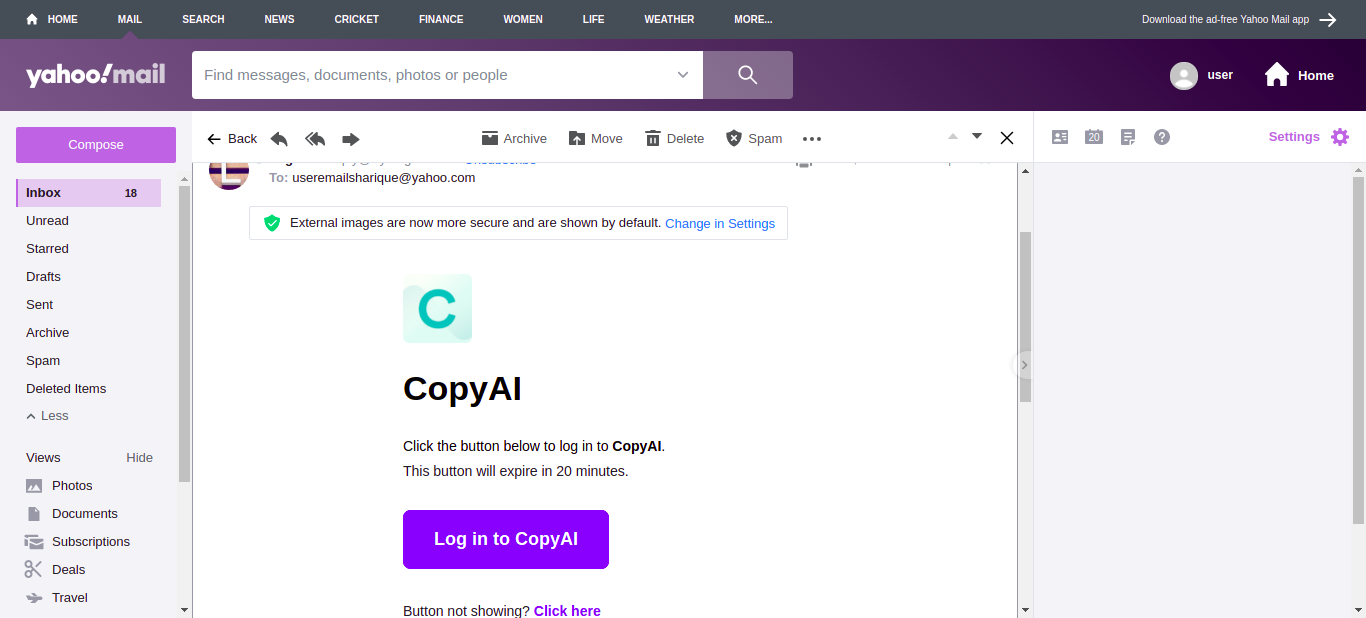 HOME MAIL SEARCH NEWS CRICKET FINANCE WOMEN LIFE WEATHER MORE... Download the ad-free Yahoo Mail app
yahoo!mail Find messages, documents, photos or people user Home
Compose
Back Archive Move Delete Spam 20 Settings
Inbox 18
Unread
Starred
Drafts
Sent
Archive
Spam
Deleted Items
Less
Views Hide
Photos
Documents
Subscriptions
Deals
Travel
To: useremailsharique@yahoo.com
External images are now more secure and are shown by default. Change in Settings
C
CopyAI
Click the button below to log in to CopyAI.
This button will expire in 20 minutes.
Log in to CopyAI
Button not showing? Click here